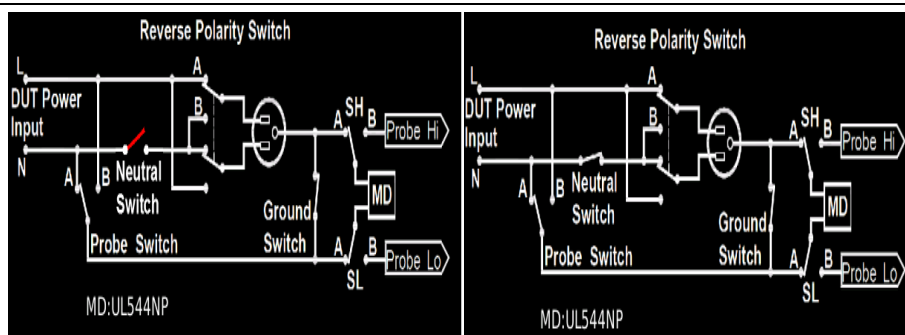 Reverse Polarity Switch
L
A
DUT Power
Input
B
SH
A
B
Probe Hi
N
A
B
Neutral
Switch
MD
Ground
Switch
Probe Switch
A
B
Probe Lo
SL
MD:UL544NP
Reverse Polarity Switch
L
A
DUT Power
Input
B
SH
A
B
Probe Hi
N
A
B
Neutral
Switch
MD
Ground
Switch
Probe Switch
A
B
Probe Lo
SL
MD:UL544NP